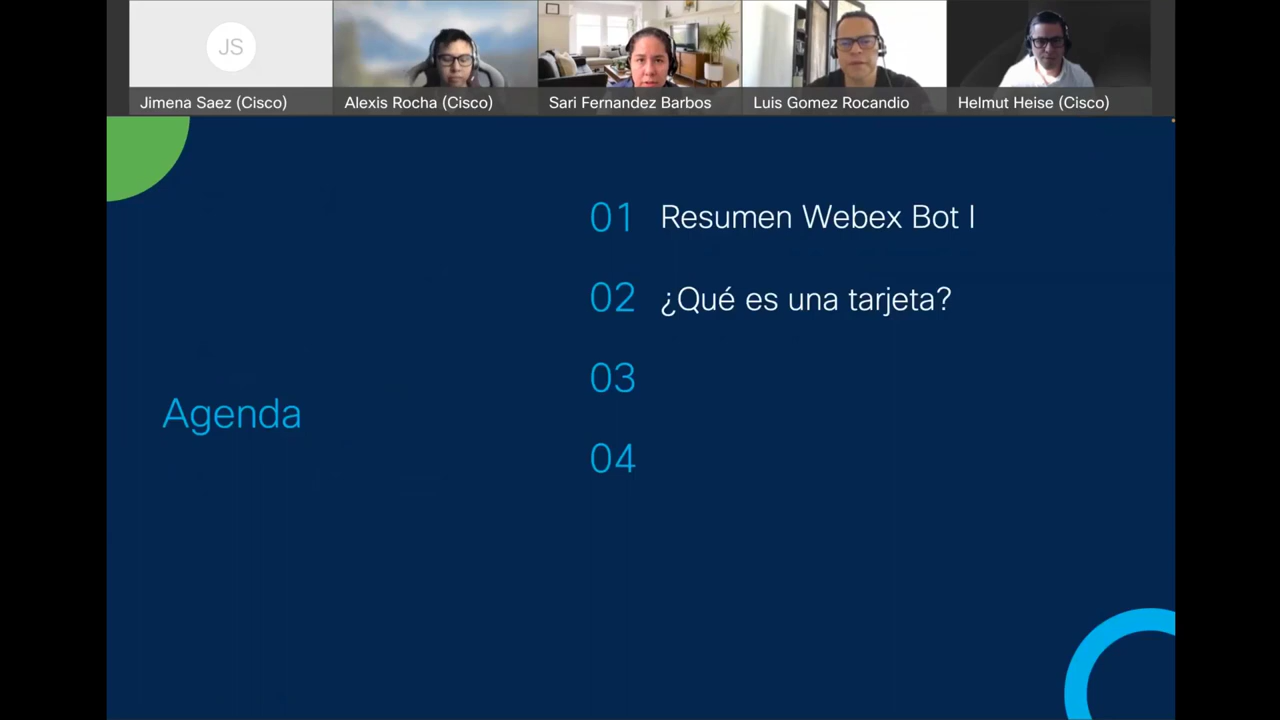 JS
Jimena Saez (Cisco)
Alexis Rocha (Cisco)
Sari Fernandez Barbos
Luis Gomez Rocandio
Helmut Heise (Cisco)
Agenda
01 Resumen Webex Bot I
02 ¿Qué es una tarjeta?
03
04